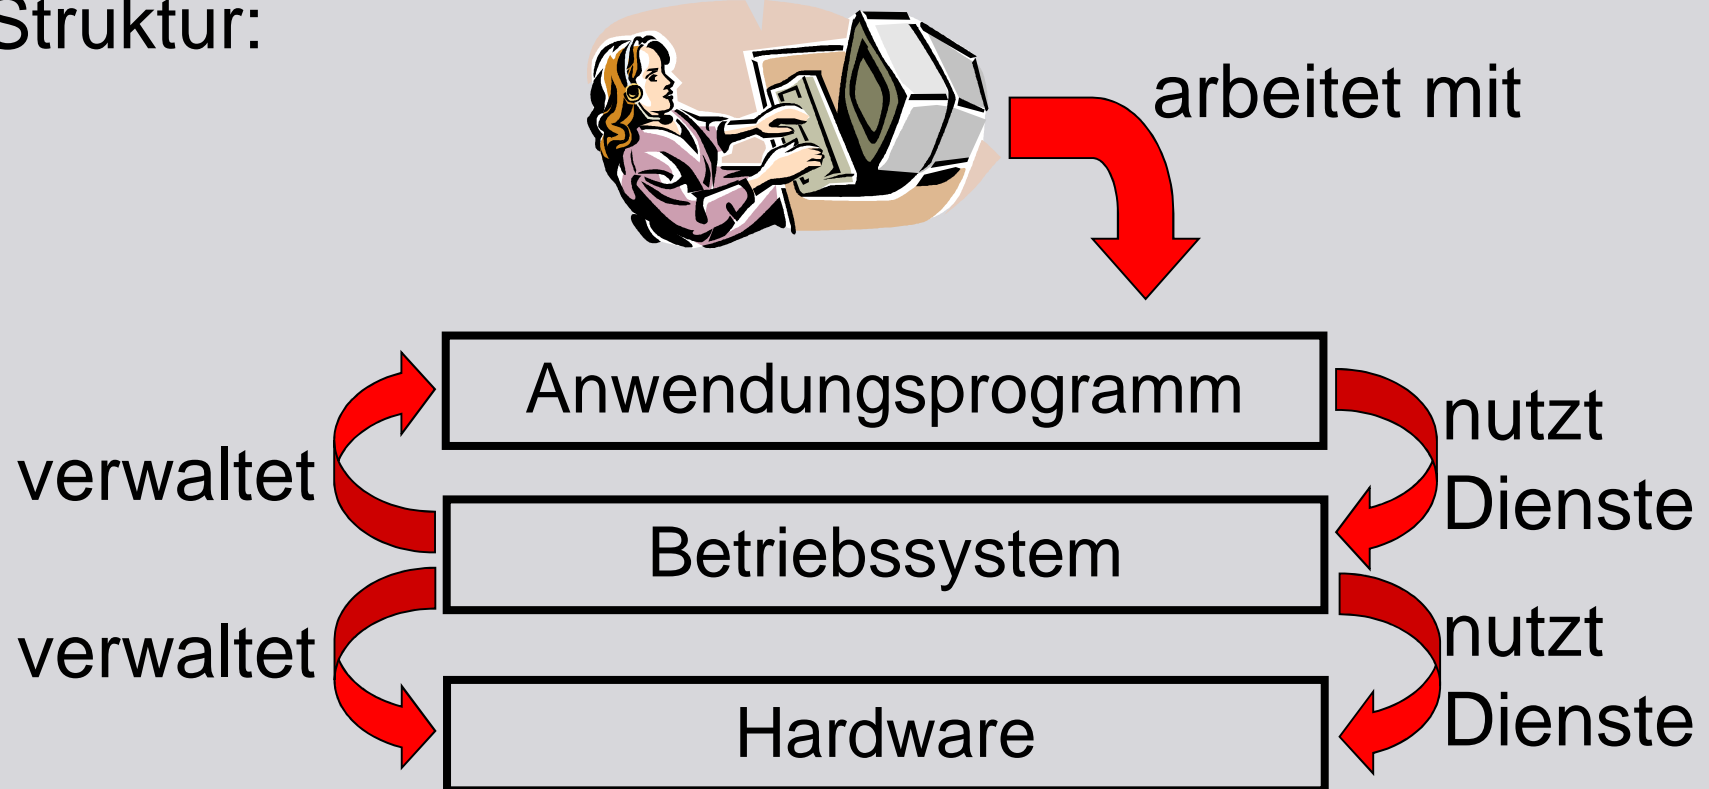 Struktur:
arbeitet mit
Anwendungsprogramm
nutzt
Dienste
verwaltet
Betriebssystem
nutzt
Dienste
verwaltet
Hardware